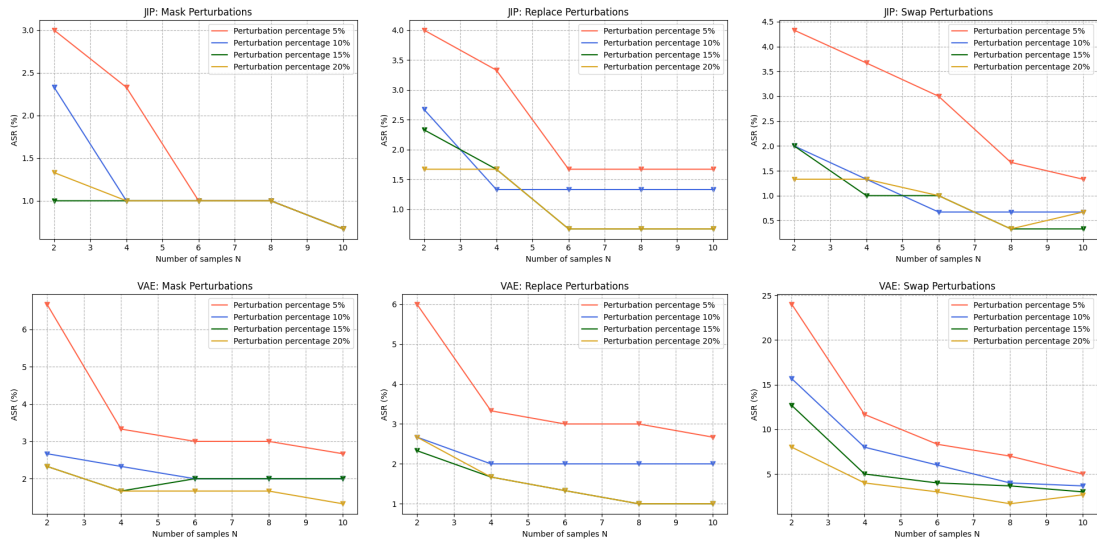 JIP: Mask Perturbations
ASR (%)
3.0
2.5
2.0
1.5
1.0
Perturbation percentage 5%
Perturbation percentage 10%
Perturbation percentage 15%
Perturbation percentage 20%
2 3 4 5 6 7 8 9 10
Number of samples N
JIP: Replace Perturbations
ASR (%)
4.0
3.5
3.0
2.5
2.0
1.5
1.0
Perturbation percentage 5%
Perturbation percentage 10%
Perturbation percentage 15%
Perturbation percentage 20%
2 3 4 5 6 7 8 9 10
Number of samples N
JIP: Swap Perturbations
ASR (%)
4.5
4.0
3.5
3.0
2.5
2.0
1.5
1.0
0.5
Perturbation percentage 5%
Perturbation percentage 10%
Perturbation percentage 15%
Perturbation percentage 20%
2 3 4 5 6 7 8 9 10
Number of samples N
VAE: Mask Perturbations
ASR (%)
6
5
4
3
2
Perturbation percentage 5%
Perturbation percentage 10%
Perturbation percentage 15%
Perturbation percentage 20%
2 3 4 5 6 7 8 9 10
Number of samples N
VAE: Replace Perturbations
ASR (%)
6
5
4
3
2
1
Perturbation percentage 5%
Perturbation percentage 10%
Perturbation percentage 15%
Perturbation percentage 20%
2 3 4 5 6 7 8 9 10
Number of samples N
VAE: Swap Perturbations
ASR (%)
25
20
15
10
5
Perturbation percentage 5%
Perturbation percentage 10%
Perturbation percentage 15%
Perturbation percentage 20%
2 3 4 5 6 7 8 9 10
Number of samples N